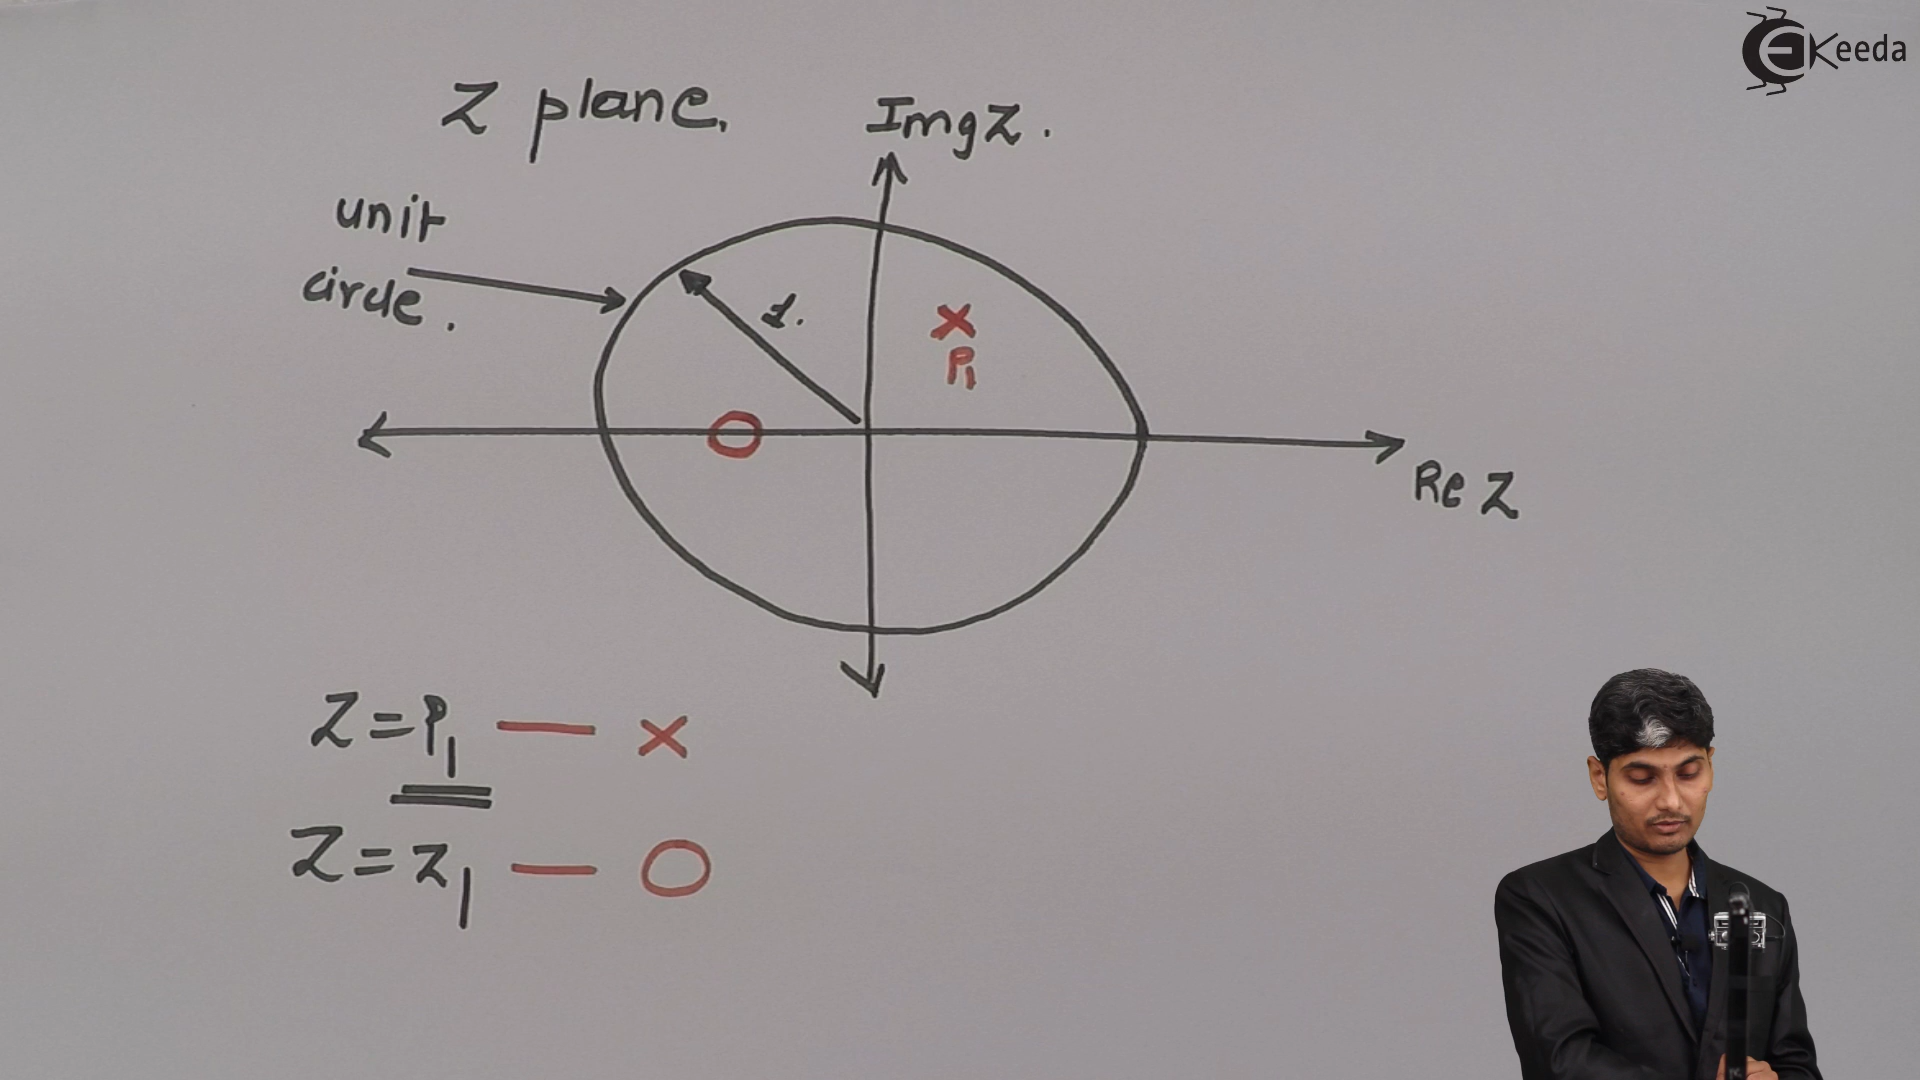 EKeeda
Z plane.
Img Z.
unit
circle.
1.
×
P1
Re Z
Z = P1 — ×
Z = z1 — O